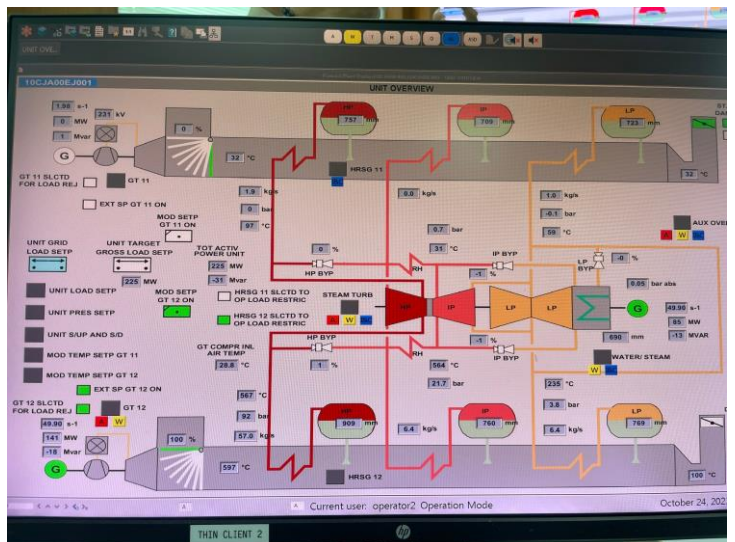 UNIT OVE..
10CJA00EJ001
UNIT OVERVIEW
1.98 s-1
231 kV
0 MW
1 Mvar
0 %
HP
757 mm
IP
709 mm
LP
723 mm
G
GT 11
32 °C
HRSG 11
32 °C
GT 11 SLCTD
FOR LOAD REJ
EXT SP GT 11 ON
1.9 kg/s
0 bar
97 °C
0.0 kg/s
1.0 kg/s
-0.1 bar
59 °C
MOD SETP
GT 11 ON
0.7 bar
31 °C
A W
UNIT GRID
LOAD SETP
UNIT TARGET
GROSS LOAD SETP
TOT ACTIV
POWER UNIT
0 %
HP BYP
RH
IP BYP
-1 %
LP
BYP
-0 %
225 MW
225 MW
-31 Mvar
0.05 bar abs
UNIT LOAD SETP
MOD SETP
GT 12 ON
HRSG 11 SLCTD TO
OP LOAD RESTRIC
STEAM TURB
HP
IP
LP
LP
G
49.90 s-1
95 MW
-13 MVAR
UNIT PRES SETP
HRSG 12 SLCTD TO
OP LOAD RESTRIC
A W
UNIT S/UP AND S/D
GT COMPR INL
AIR TEMP
28.8 °C
HP BYP
1 %
RH
-1 %
IP BYP
690 mm
WATER/ STEAM
W
MOD TEMP SETP GT 11
MOD TEMP SETP GT 12
564 °C
21.7 bar
235 °C
3.8 bar
EXT SP GT 12 ON
GT 12 SLCTD
FOR LOAD REJ
GT 12
A W
567 °C
92 bar
57.0 kg/s
49.90 s-1
141 MW
-18 Mvar
100 %
HP
909 mm
6.4 kg/s
IP
760 mm
6.4 kg/s
LP
769 mm
G
597 °C
HRSG 12
100 °C
Current user: operator2 Operation Mode
October 24, 202
THIN CLIENT 2
hp